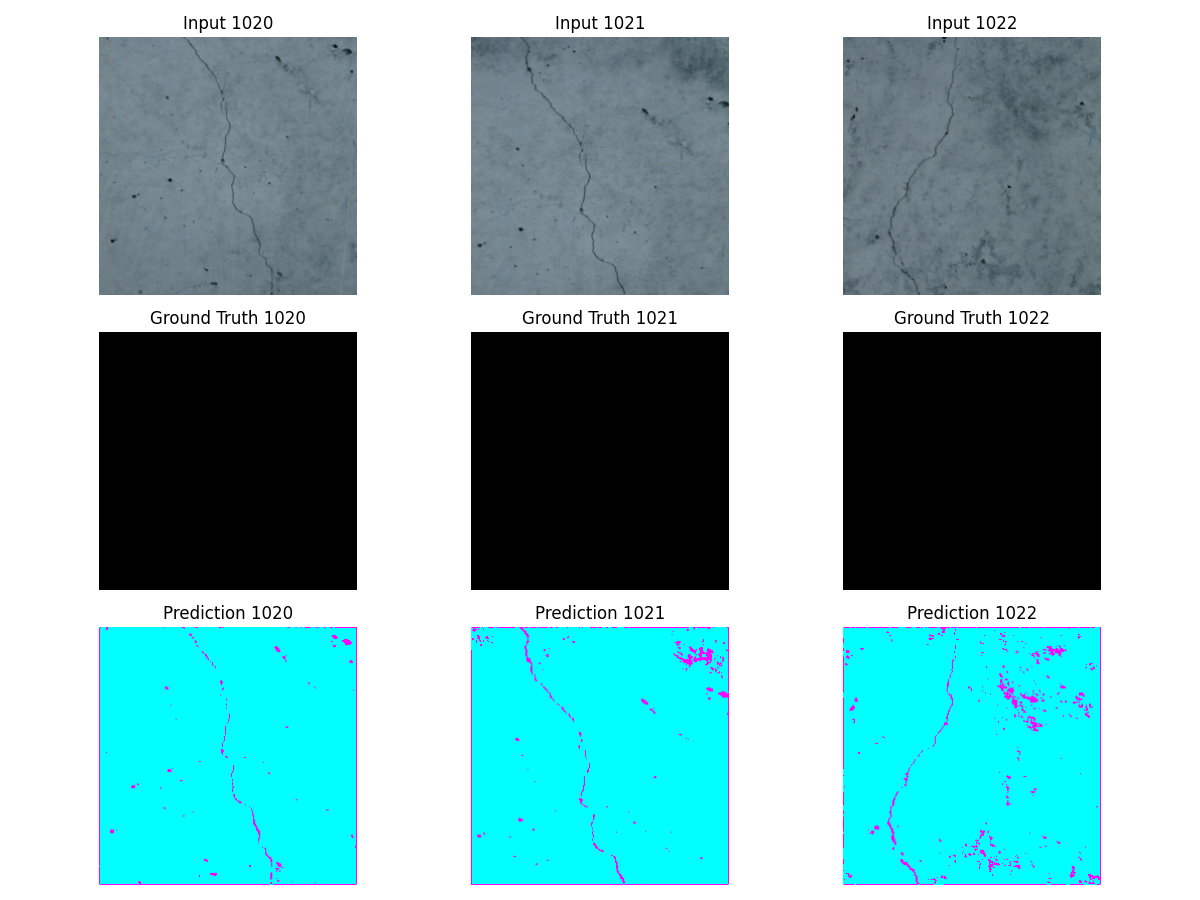 Input 1020
Input 1021
Input 1022
Ground Truth 1020
Ground Truth 1021
Ground Truth 1022
Prediction 1020
Prediction 1021
Prediction 1022